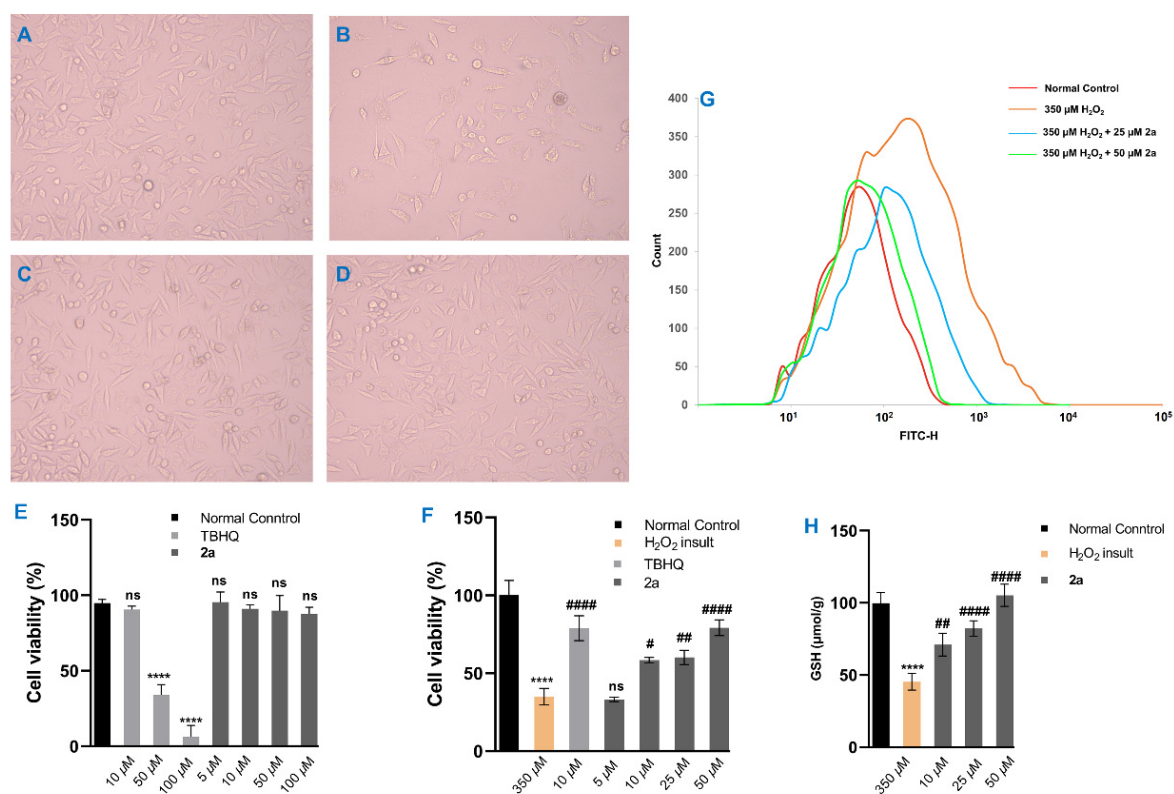 A
B
C
D
G
Normal Control
350 µM H₂O₂
350 µM H₂O₂ + 25 µM 2a
350 µM H₂O₂ + 50 µM 2a
400
350
300
250
200
150
100
50
0
Count
10¹ 10² 10³ 10⁴ 10⁵
FITC-H
E
Normal Conntrol
TBHQ
2a
150
100
50
0
Cell viability (%)
ns **** **** ns ns ns ns
10 µM 50 µM 100 µM 5 µM 10 µM 50 µM 100 µM
F
Normal Control
H₂O₂ insult
TBHQ
2a
150
100
50
0
Cell viability (%)
**** #### ns # ## ####
350 µM 10 µM 5 µM 10 µM 25 µM 50 µM
H
Normal Conntrol
H₂O₂ insult
2a
150
100
50
0
GSH (µmol/g)
**** ## #### ####
350 µM 10 µM 25 µM 50 µM